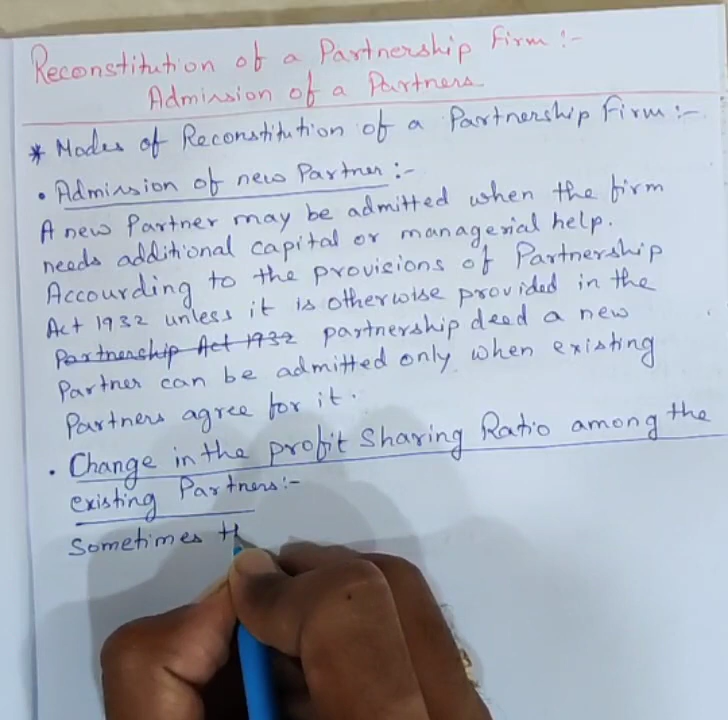 Reconstitution of a Partnership Firm :-
Admission of a Partners
* Modes of Reconstitution of a Partnership Firm :-
• Admission of new Partner :-
A new Partner may be admitted when the firm
needs additional capital or managerial help.
Accourding to the provisions of Partnership
Act 1932 unless it is otherwise provided in the
Partnership Act 1932 partnership deed a new
Partner can be admitted only when existing
Partners agree for it.
• Change in the profit Sharing Ratio among the
existing Partners :-
Sometimes th